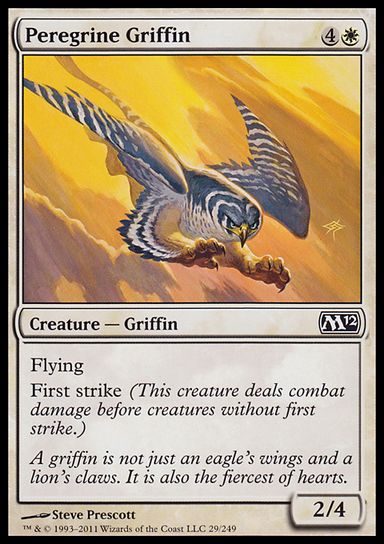 Peregrine Griffin 4
Creature — Griffin M12
Flying
First strike (This creature deals combat
damage before creatures without first
strike.)
A griffin is not just an eagle's wings and a
lion's claws. It is also the fiercest of hearts.
Steve Prescott
2/4
™ & © 1993–2011 Wizards of the Coast LLC 29/249